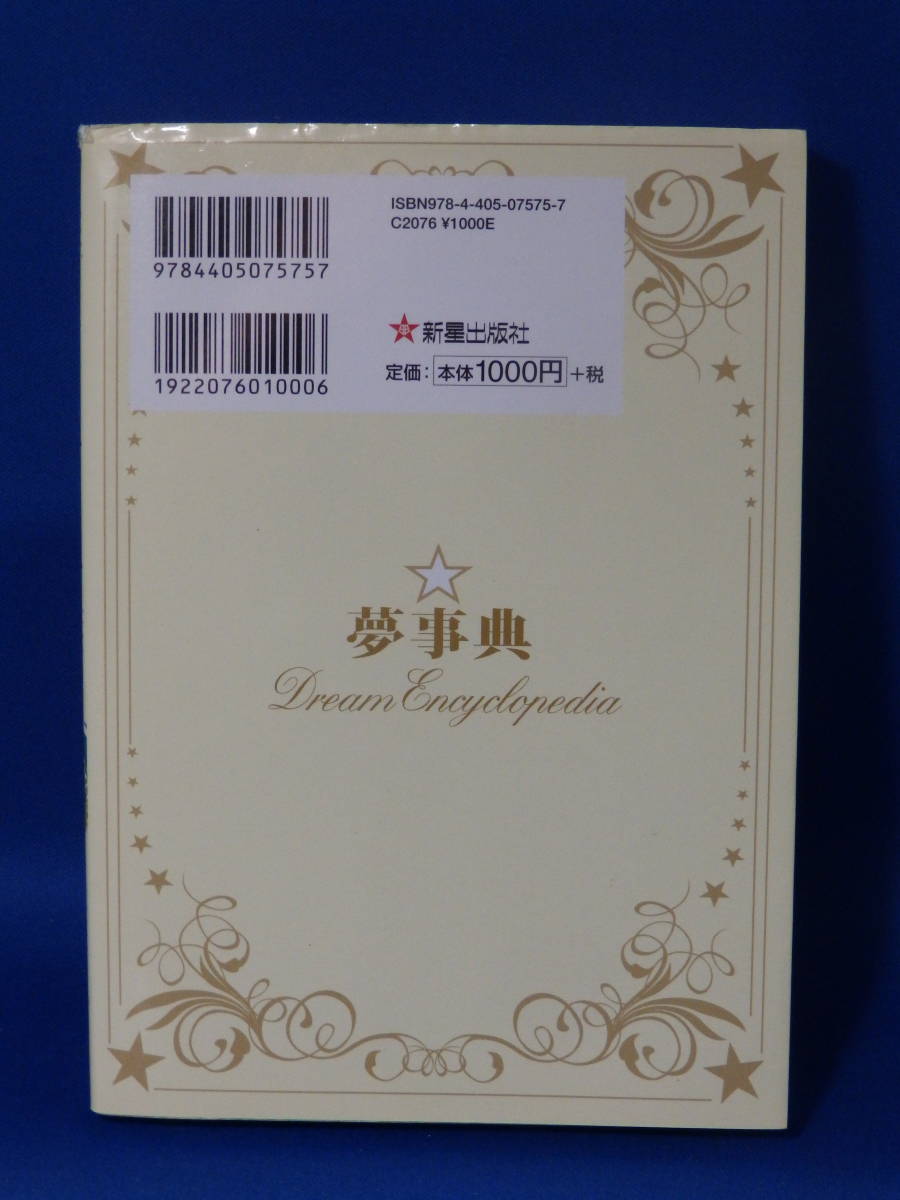 ISBN978-4-405-07575-7
C2076 ¥1000E
9784405075757
新星出版社
1922076010006
定価：本体1000円+税
夢事典
Dream Encyclopedia